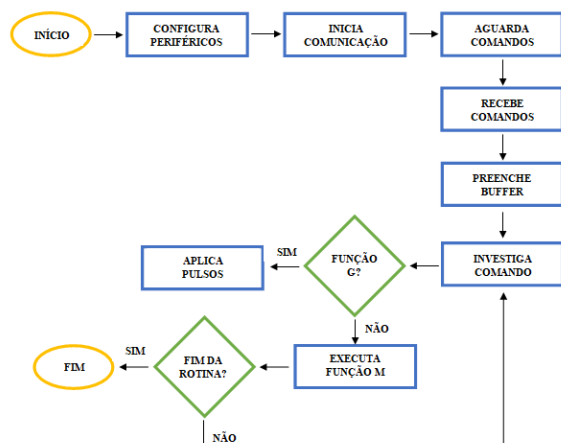 INÍCIO
CONFIGURA
PERIFÉRICOS
INICIA
COMUNICAÇÃO
AGUARDA
COMANDOS
RECEBE
COMANDOS
PREENCHE
BUFFER
INVESTIGA
COMANDO
FUNÇÃO
G?
SIM
APLICA
PULSOS
NÃO
EXECUTA
FUNÇÃO M
FIM DA
ROTINA?
SIM
FIM
NÃO